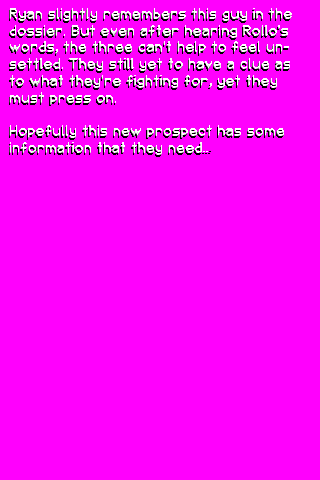 Ryan slightly remembers this guy in the
dossier. But even after hearing Rollo's
words, the three can't help to feel un-
settled. They still yet to have a clue as
to what they're fighting for, yet they
must press on.

Hopefully this new prospect has some
information that they need...